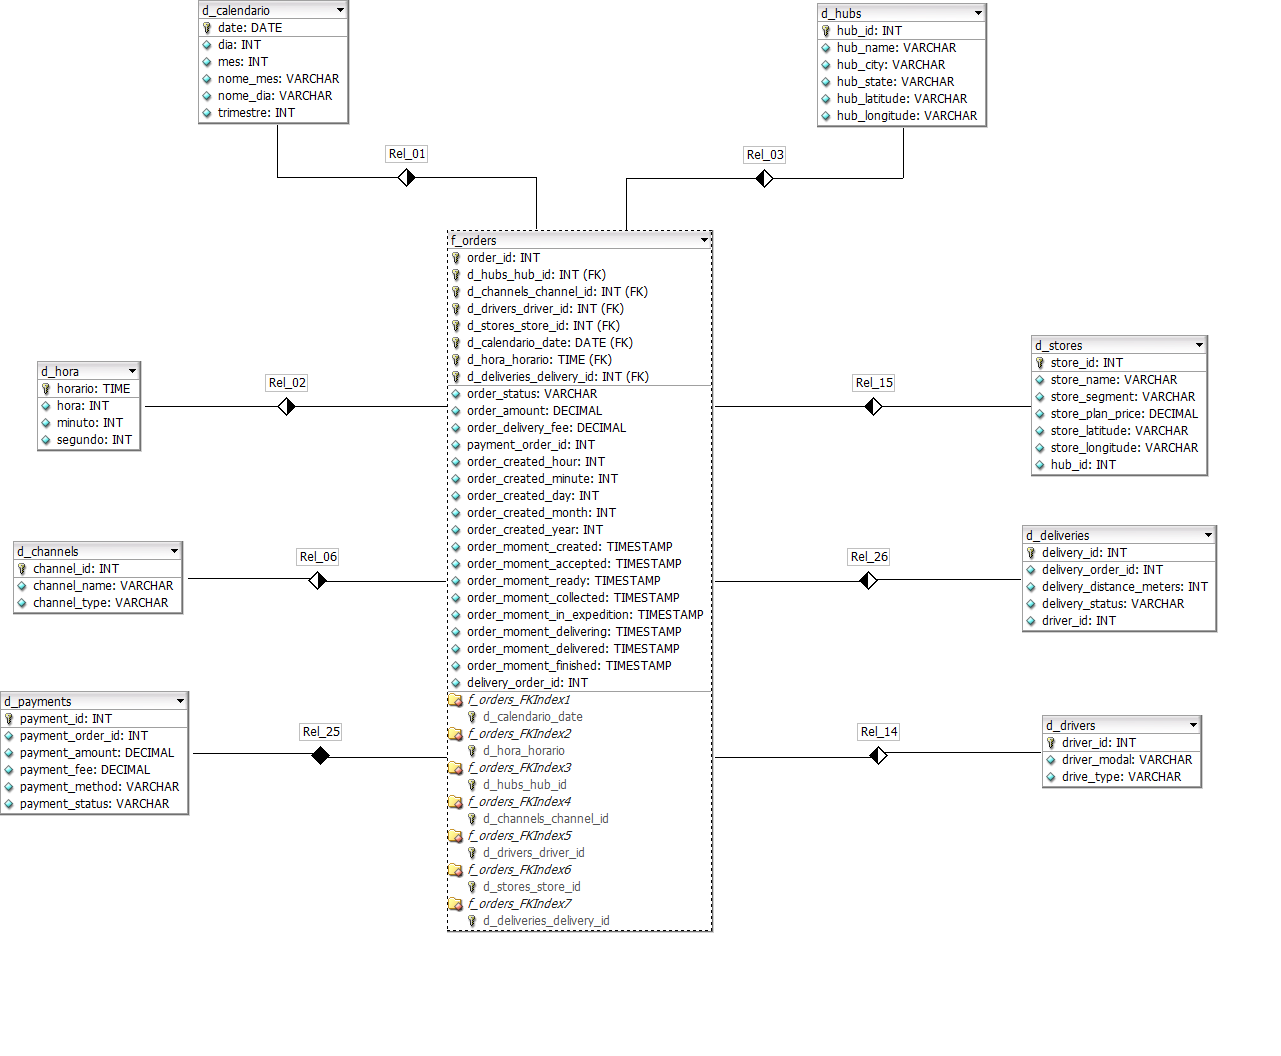 d_calendario
date: DATE
dia: INT
mes: INT
nome_mes: VARCHAR
nome_dia: VARCHAR
trimestre: INT
d_hubs
hub_id: INT
hub_name: VARCHAR
hub_city: VARCHAR
hub_state: VARCHAR
hub_latitude: VARCHAR
hub_longitude: VARCHAR
Rel_01
Rel_03
f_orders
order_id: INT
d_hubs_hub_id: INT (FK)
d_channels_channel_id: INT (FK)
d_drivers_driver_id: INT (FK)
d_stores_store_id: INT (FK)
d_calendario_date: DATE (FK)
d_hora_horario: TIME (FK)
d_deliveries_delivery_id: INT (FK)
order_status: VARCHAR
order_amount: DECIMAL
order_delivery_fee: DECIMAL
payment_order_id: INT
order_created_hour: INT
order_created_minute: INT
order_created_day: INT
order_created_month: INT
order_created_year: INT
order_moment_created: TIMESTAMP
order_moment_accepted: TIMESTAMP
order_moment_ready: TIMESTAMP
order_moment_collected: TIMESTAMP
order_moment_in_expedition: TIMESTAMP
order_moment_delivering: TIMESTAMP
order_moment_delivered: TIMESTAMP
order_moment_finished: TIMESTAMP
delivery_order_id: INT
f_orders_FKIndex1
d_calendario_date
f_orders_FKIndex2
d_hora_horario
f_orders_FKIndex3
d_hubs_hub_id
f_orders_FKIndex4
d_channels_channel_id
f_orders_FKIndex5
d_drivers_driver_id
f_orders_FKIndex6
d_stores_store_id
f_orders_FKIndex7
d_deliveries_delivery_id
d_hora
horario: TIME
hora: INT
minuto: INT
segundo: INT
Rel_02
Rel_15
d_stores
store_id: INT
store_name: VARCHAR
store_segment: VARCHAR
store_plan_price: DECIMAL
store_latitude: VARCHAR
store_longitude: VARCHAR
hub_id: INT
d_channels
channel_id: INT
channel_name: VARCHAR
channel_type: VARCHAR
Rel_06
Rel_26
d_deliveries
delivery_id: INT
delivery_order_id: INT
delivery_distance_meters: INT
delivery_status: VARCHAR
driver_id: INT
d_payments
payment_id: INT
payment_order_id: INT
payment_amount: DECIMAL
payment_fee: DECIMAL
payment_method: VARCHAR
payment_status: VARCHAR
Rel_25
Rel_14
d_drivers
driver_id: INT
driver_modal: VARCHAR
drive_type: VARCHAR